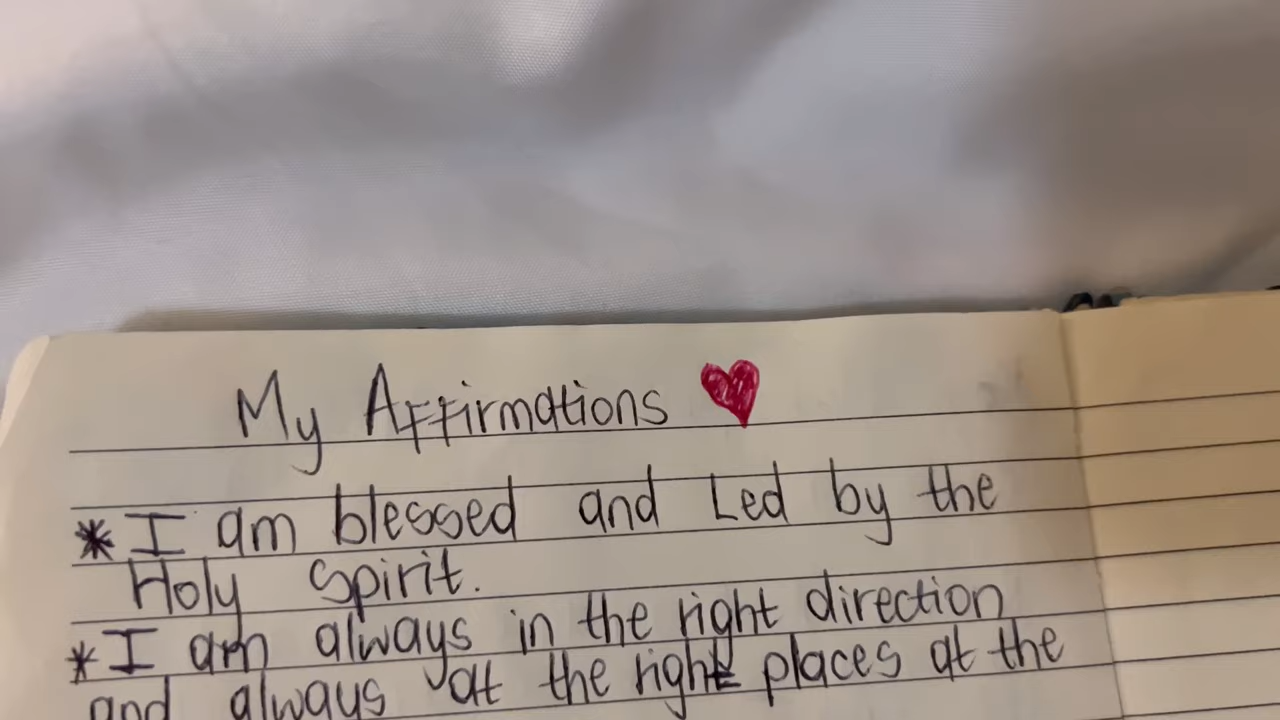 My Affirmations
* I am blessed and Led by the
Holy Spirit.
* I am always in the right direction
and always at the right places at the